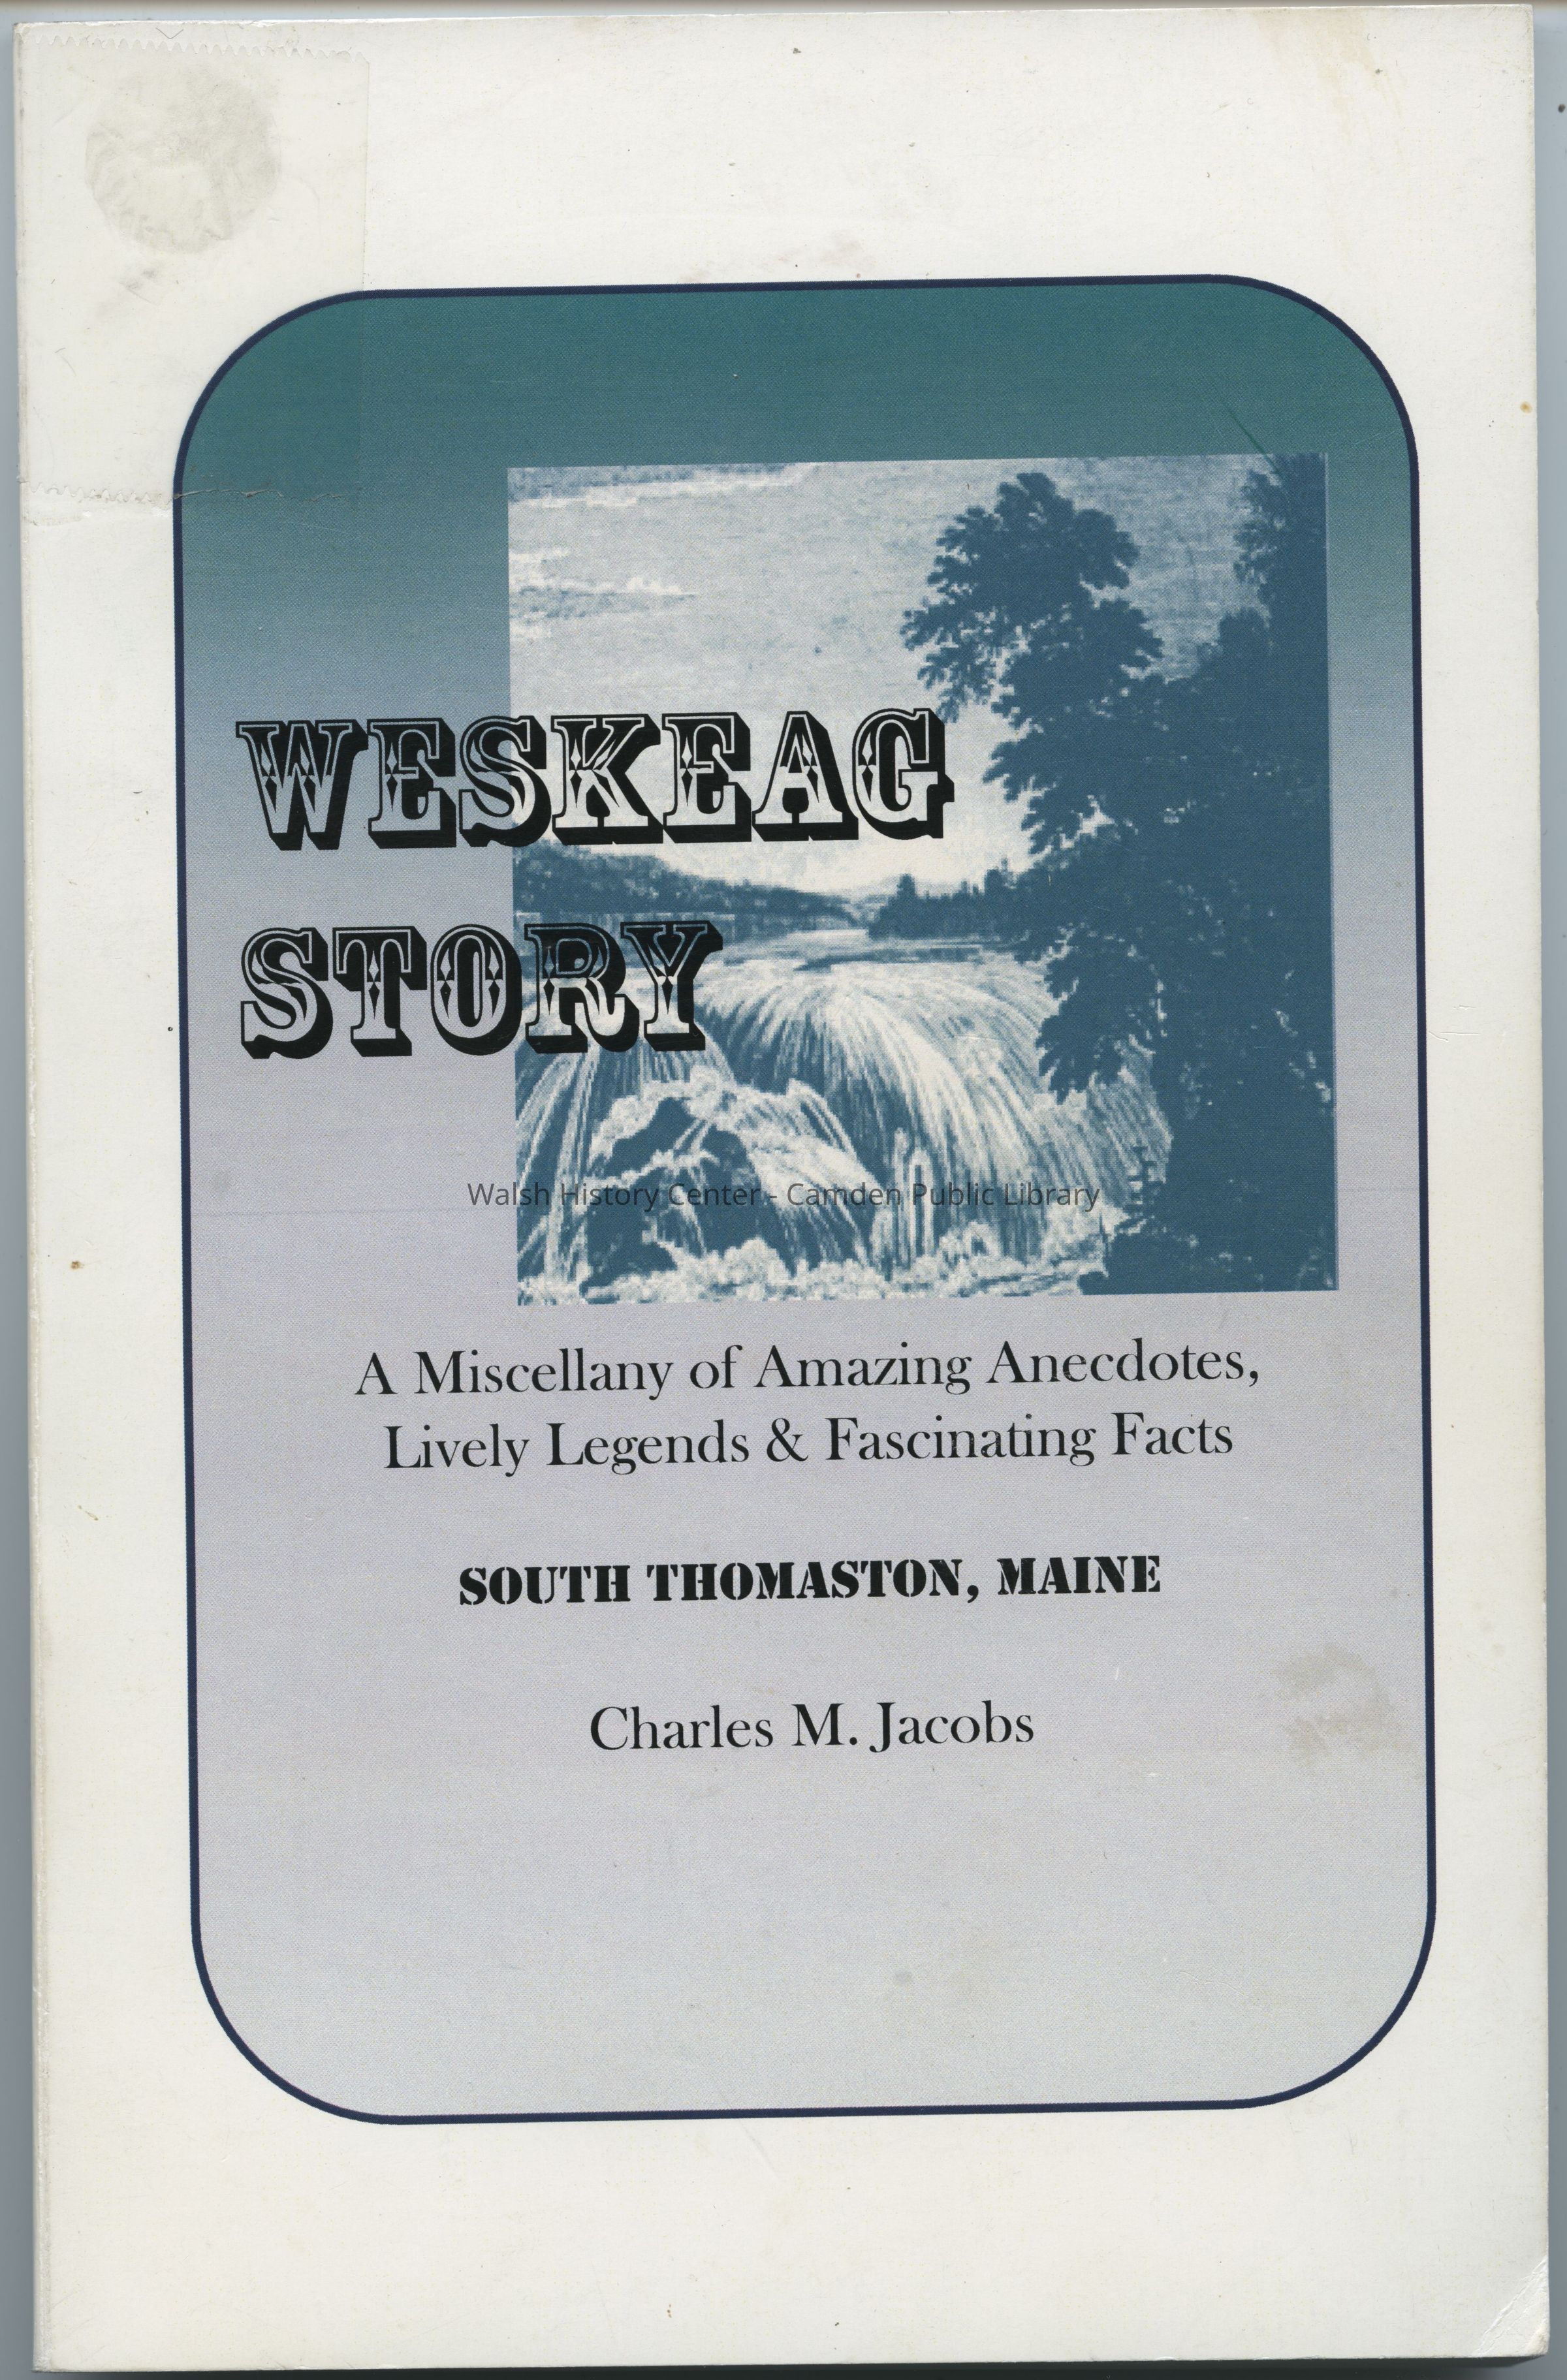 WESKEAG
STORY
Walsh History Center - Camden Public Library
A Miscellany of Amazing Anecdotes,
Lively Legends & Fascinating Facts
SOUTH THOMASTON, MAINE
Charles M. Jacobs